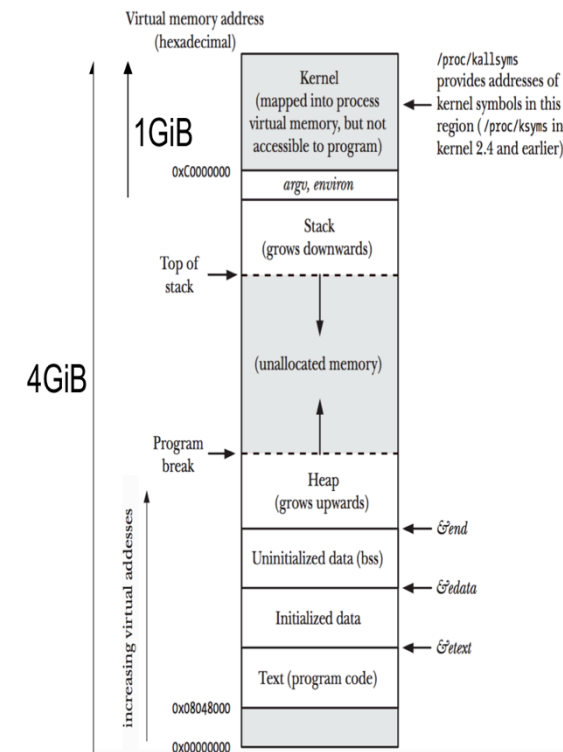 Virtual memory address
(hexadecimal)
/proc/kallsyms
provides addresses of
kernel symbols in this
region (/proc/ksyms in
kernel 2.4 and earlier)
Kernel
(mapped into process
virtual memory, but not
accessible to program)
1GiB
0xC0000000
argv, environ
Stack
(grows downwards)
Top of
stack
(unallocated memory)
4GiB
Program
break
Heap
(grows upwards)
&end
Uninitialized data (bss)
&edata
Initialized data
&etext
Text (program code)
increasing virtual addesses
0x08048000
0x00000000